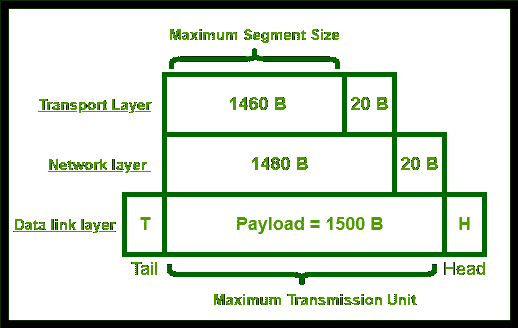 Maximum Segment Size
Transport Layer 1460 B 20 B
Network layer 1480 B 20 B
Data link layer T Payload = 1500 B H
Tail Head
Maximum Transmission Unit